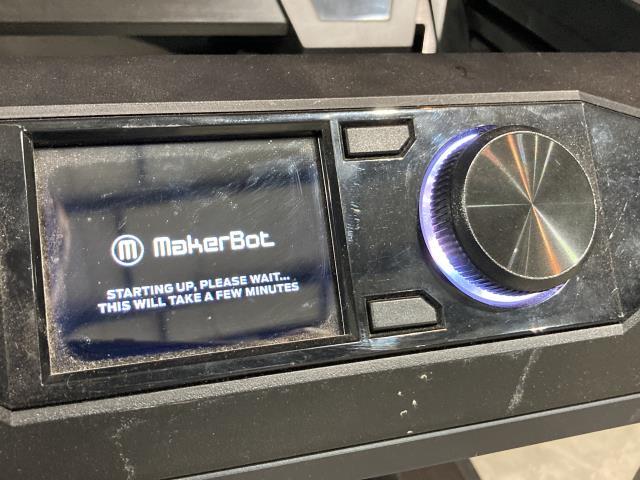 M MakerBot
STARTING UP, PLEASE WAIT...
THIS WILL TAKE A FEW MINUTES